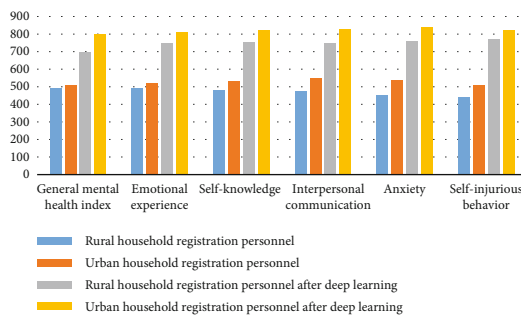 900
800
700
600
500
400
300
200
100
0
General mental
health index
Emotional
experience
Self-knowledge
Interpersonal
communication
Anxiety
Self-injurious
behavior
Rural household registration personnel
Urban household registration personnel
Rural household registration personnel after deep learning
Urban household registration personnel after deep learning